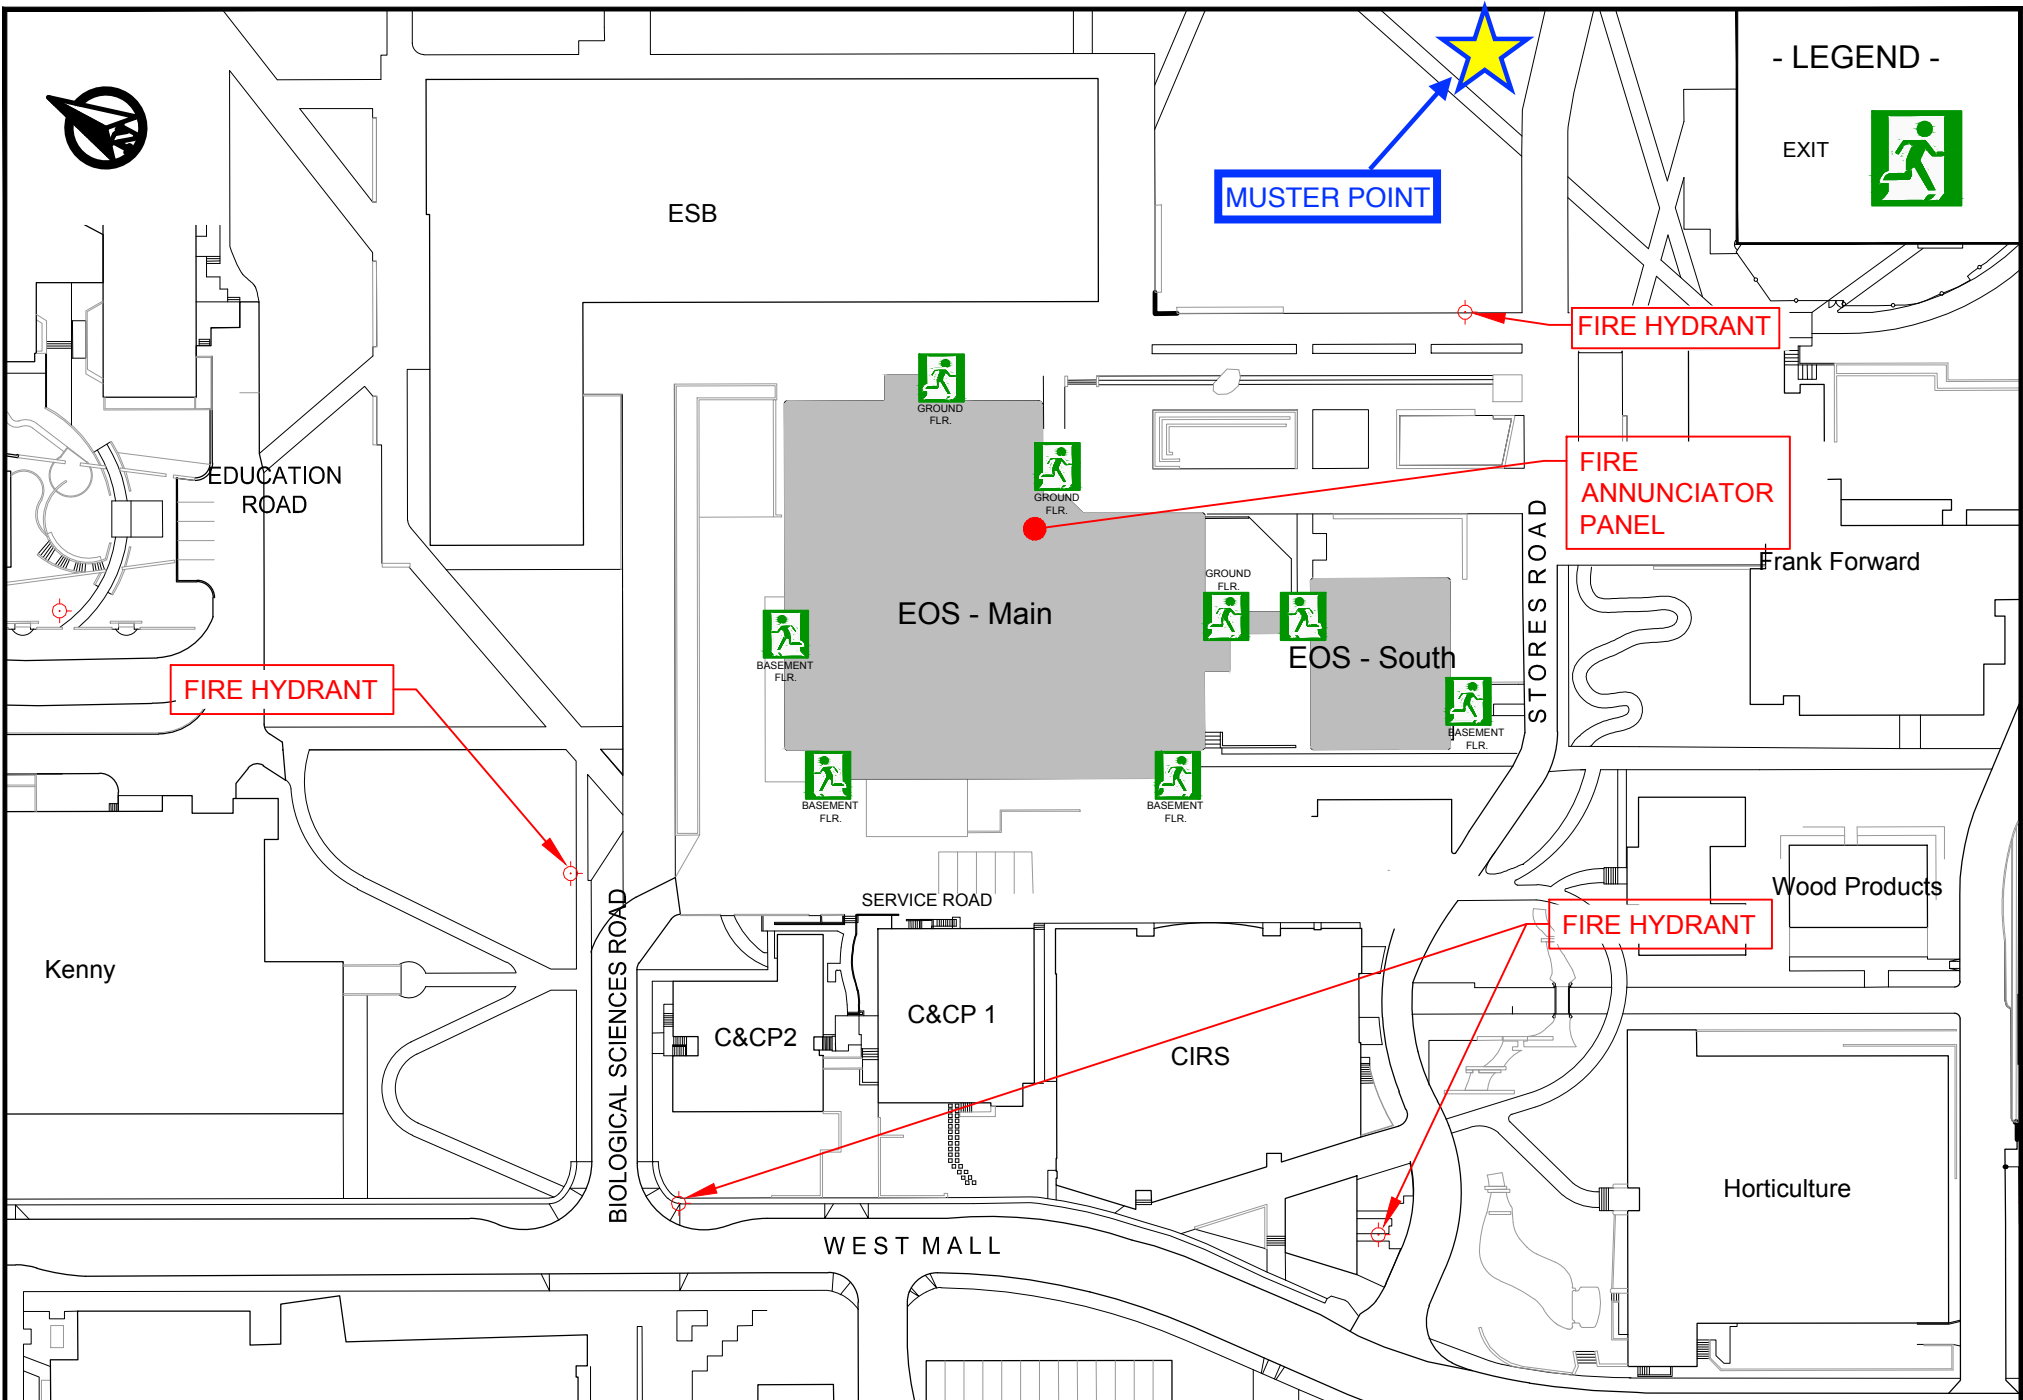 - LEGEND -
EXIT
MUSTER POINT
ESB
FIRE HYDRANT
GROUND
FLR.
GROUND
FLR.
FIRE
ANNUNCIATOR
PANEL
EDUCATION
ROAD
Frank Forward
GROUND
FLR.
EOS - Main
EOS - South
STORES ROAD
BASEMENT
FLR.
FIRE HYDRANT
BASEMENT
FLR.
BASEMENT
FLR.
BASEMENT
FLR.
Wood Products
SERVICE ROAD
FIRE HYDRANT
Kenny
BIOLOGICAL SCIENCES ROAD
C&CP2
C&CP 1
CIRS
Horticulture
WEST MALL